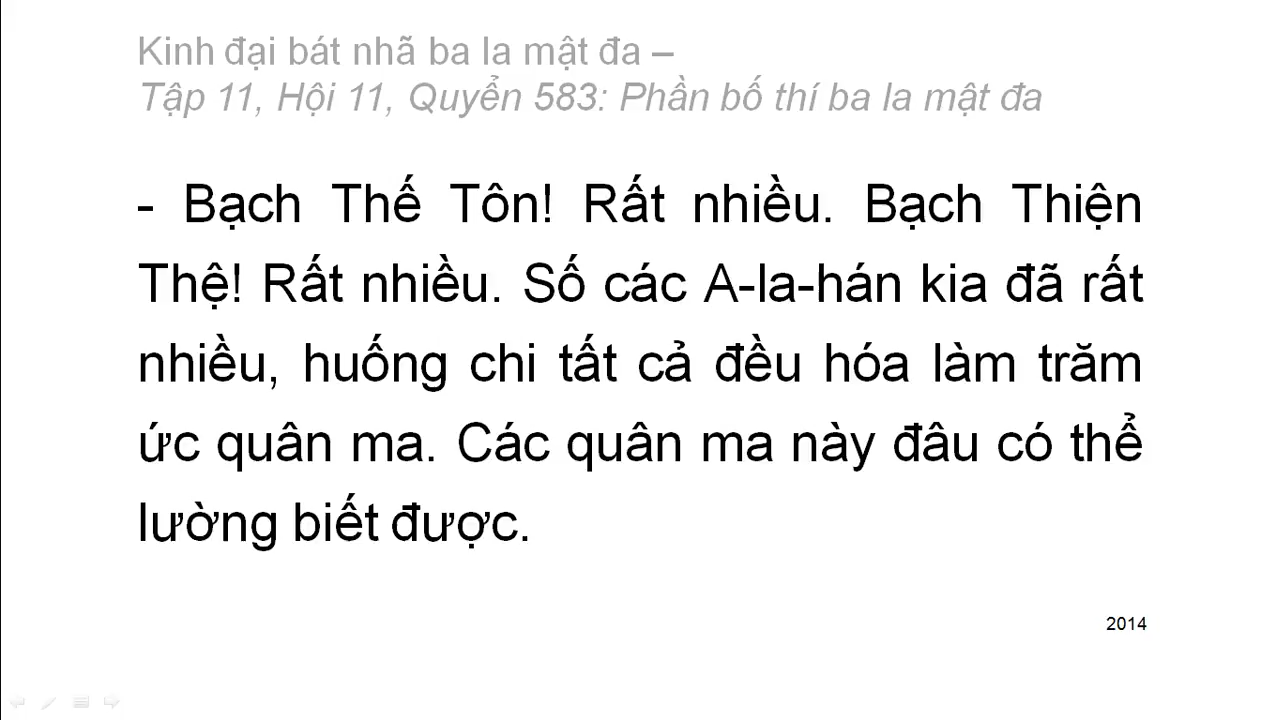 Kinh đại bát nhã ba la mật đa –
Tập 11, Hội 11, Quyển 583: Phần bố thí ba la mật đa
- Bạch Thế Tôn! Rất nhiều. Bạch Thiện
Thệ! Rất nhiều. Số các A-la-hán kia đã rất
nhiều, huống chi tất cả đều hóa làm trăm
ức quân ma. Các quân ma này đâu có thể
lường biết được.
2014